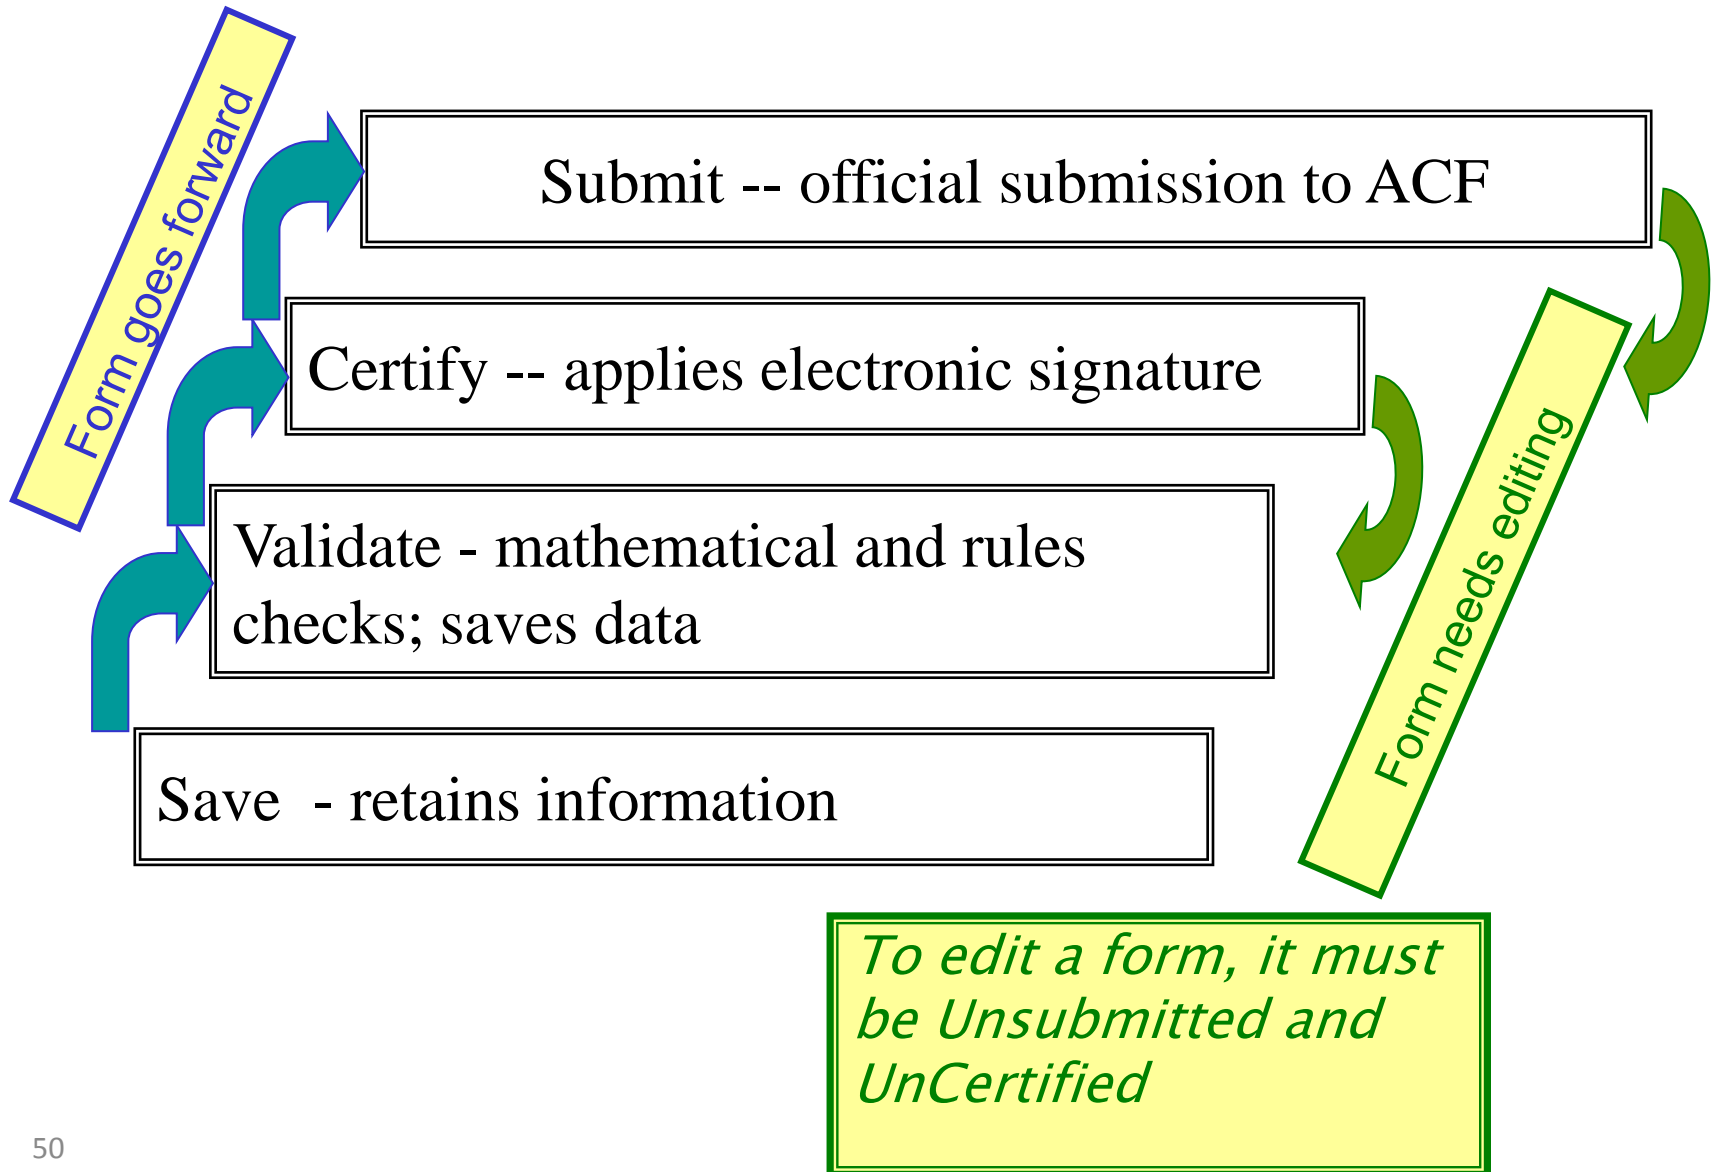 Form goes forward
Submit -- official submission to ACF
Certify -- applies electronic signature
Validate - mathematical and rules
checks; saves data
Save  - retains information
Form needs editing
To edit a form, it must
be Unsubmitted and
UnCertified
50